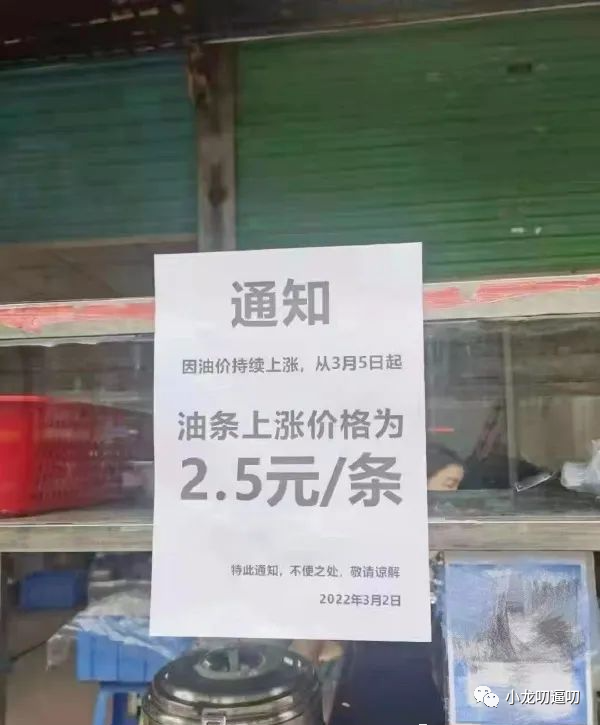 通知
因油价持续上涨，从3月5日起
油条上涨价格为
2.5元/条
特此通知，不便之处，敬请谅解
2022年3月2日
小龙叨逼叨